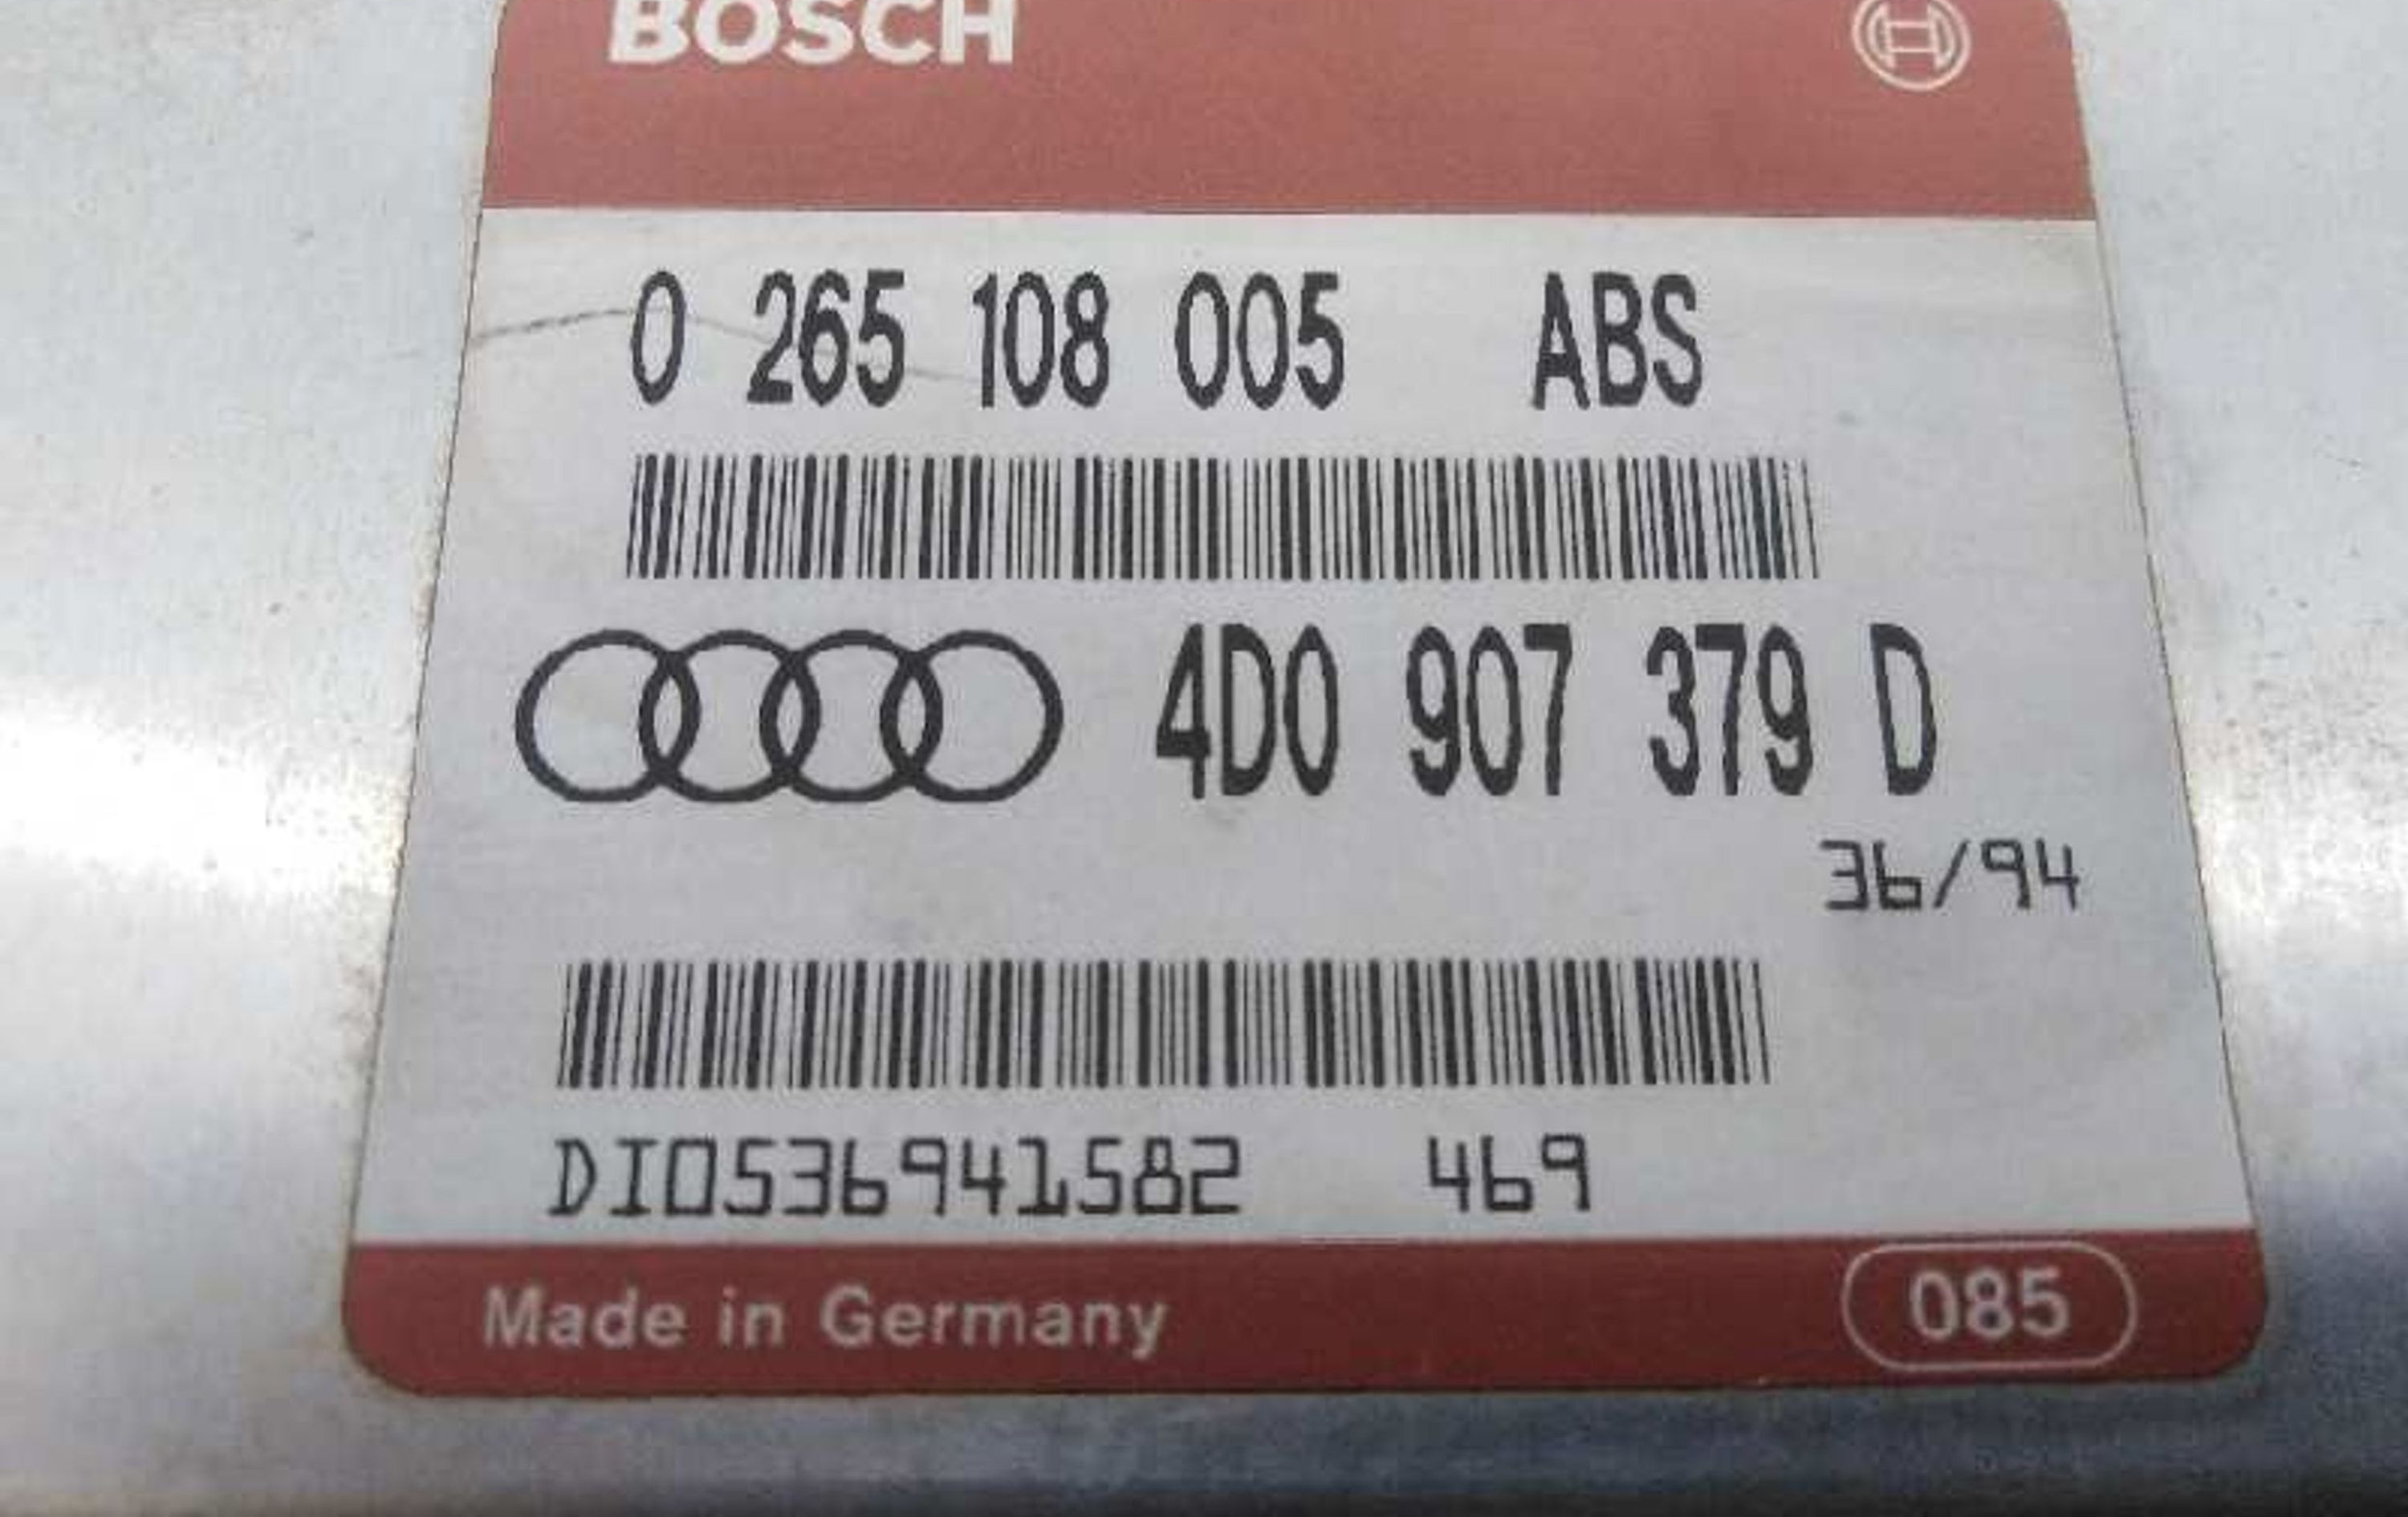 BOSCH
0 265 108 005 ABS
4D0 907 379 D
36/94
DI0536941582 469
Made in Germany 085